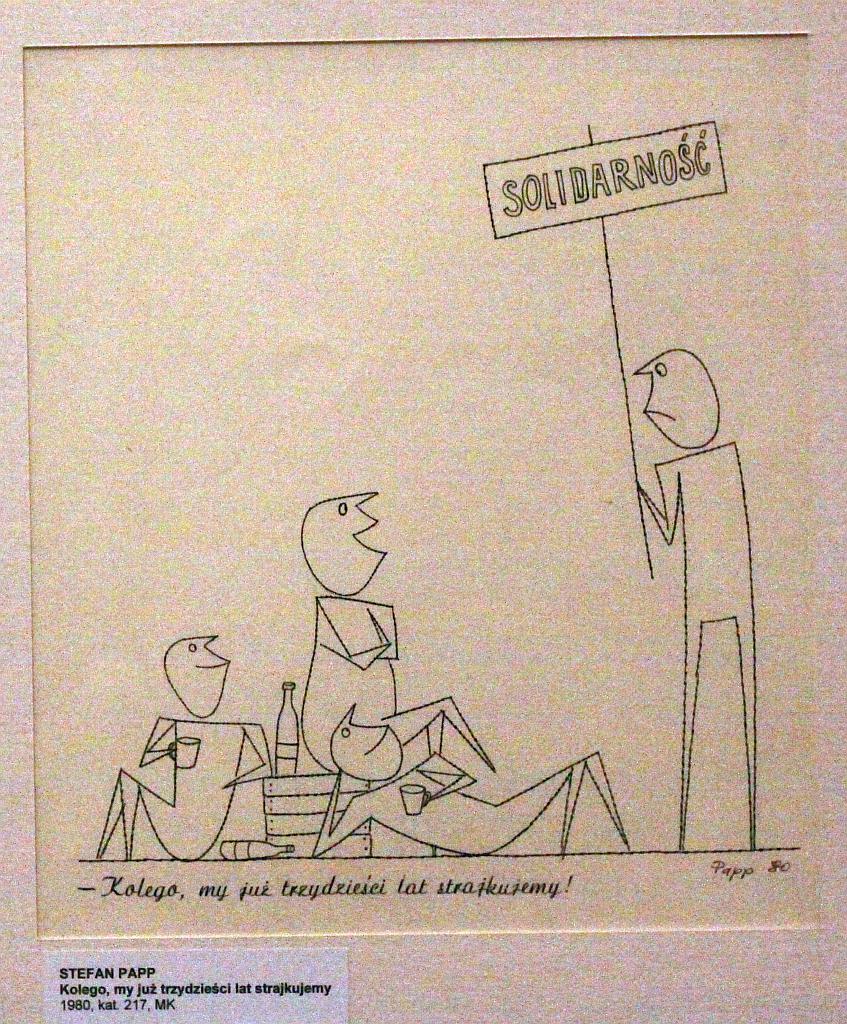 SOLIDARNOŚĆ
– Kolego, my już trzydzieści lat strajkujemy!
Papp 80
STEFAN PAPP
Kolego, my już trzydzieści lat strajkujemy
1980, kat. 217, MK